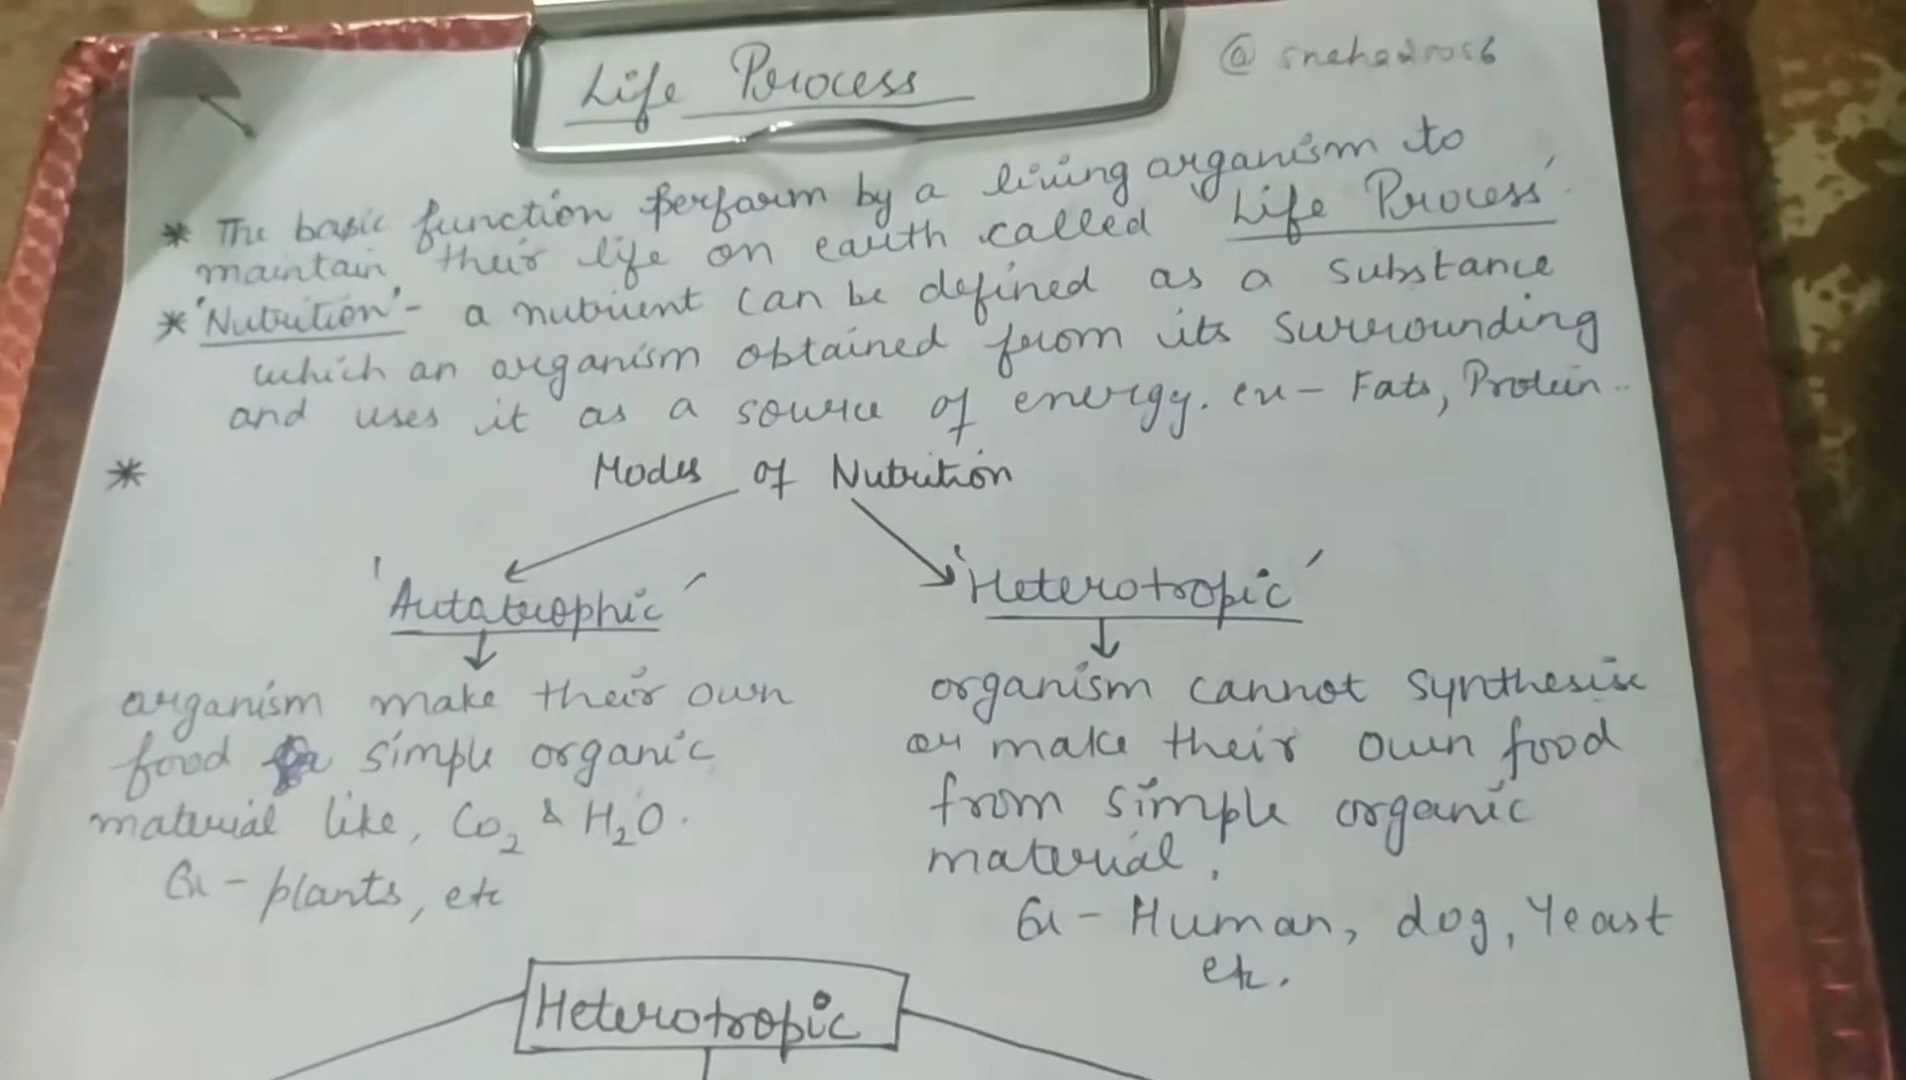 Life Process
@ sneha2ros6
* The basic function perform by a living organism to
maintain their life on earth called 'Life Process'.
* 'Nutrition' - a nutrient can be defined as a substance
which an organism obtained from its surrounding
and uses it as a source of energy. ex - Fats, Protein..
* Modes of Nutrition
'Autotrophic' 'Heterotropic'
organism make their own
food simple organic
material like, Co2 & H2O.
Ex - plants, etc
organism cannot synthesise
or make their own food
from simple organic
material.
Ex - Human, dog, Yeast
etc.
Heterotropic